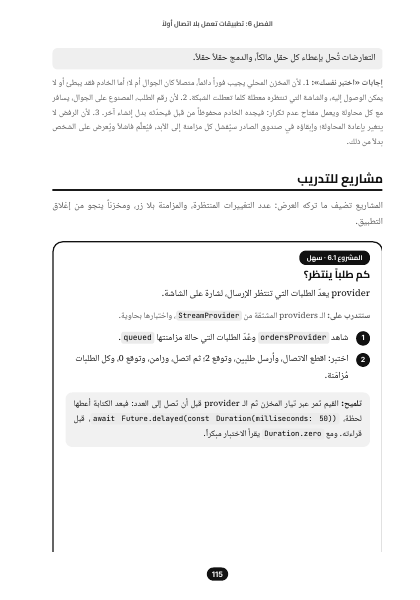 الفصل 6: تطبيقات تعمل بلا اتصال أولاً
التعارضات تُحل بإعطاء كل حقل مالكاً، والدمج حقلاً حقلاً.
إجابات «اختبر نفسك»: 1. لأن المخزن المحلي يجيب فوراً دائماً، متصلاً كان الجوال أم لا؛ أما الخادم فقد يبطئ أو لا
يمكن الوصول إليه، والشاشة التي تنتظره معطلة كلما تعطلت الشبكة. 2. لأن رقم الطلب، المصنوع على الجوال، يسافر
مع كل محاولة ويعمل مفتاح عدم تكرار: فيجده الخادم محفوظاً من قبل فيحدّثه بدل إنشاء آخر. 3. لأن الرفض لا
يتغير بإعادة المحاولة؛ وإبقاؤه في صندوق الصادر سيُفشل كل مزامنة إلى الأبد، فيُعلَّم فاشلاً ويُعرض على الشخص
بدلاً من ذلك.
مشاريع للتدريب
المشاريع تضيف ما تركه العرض: عدد التغييرات المنتظرة، والمزامنة بلا زر، ومخزناً ينجو من إغلاق
التطبيق.
المشروع 6.1 · سهل
كم طلباً ينتظر؟
provider يعدّ الطلبات التي تنتظر الإرسال، لشارة على الشاشة.
ستتدرب على: الـ providers المشتقة من StreamProvider، واختبارها بحاوية.
1 شاهد ordersProvider وعُدّ الطلبات التي حالة مزامنتها queued.
2 اختبر: اقطع الاتصال، وأرسل طلبين، وتوقع 2؛ ثم اتصل، وزامن، وتوقع 0، وكل الطلبات
مُزامَنة.
تلميح: القيم تمر عبر تيار المخزن ثم الـ provider قبل أن تصل إلى العدد: فبعد الكتابة أعطها
لحظة، await Future.delayed(const Duration(milliseconds: 50))، قبل
قراءته. ومع Duration.zero يقرأ الاختبار مبكراً.
115